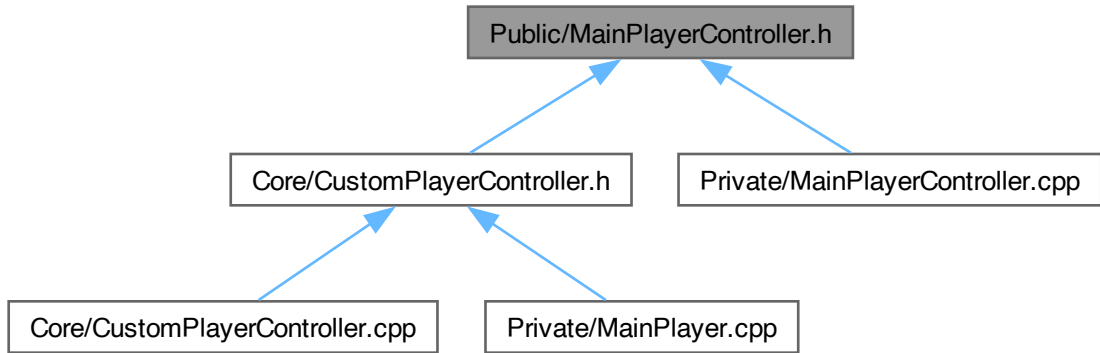 Public/MainPlayerController.h
Core/CustomPlayerController.h
Private/MainPlayerController.cpp
Core/CustomPlayerController.cpp
Private/MainPlayer.cpp